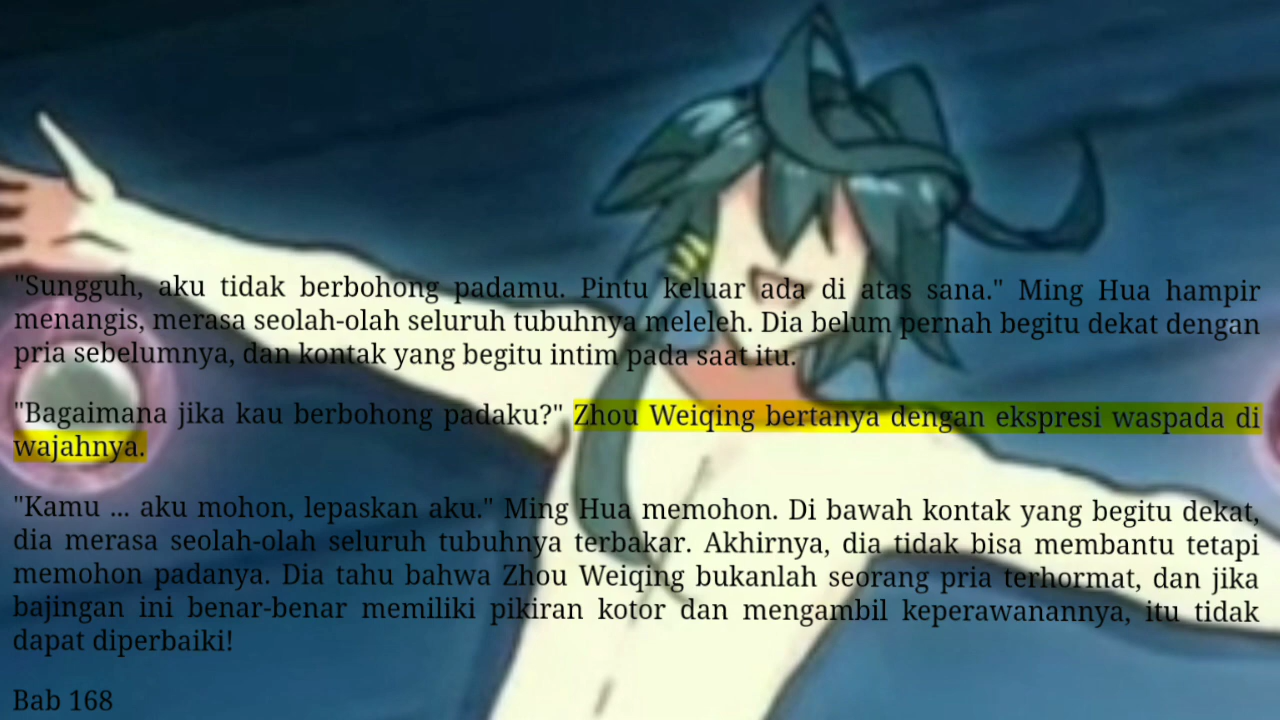 "Sungguh, aku tidak berbohong padamu. Pintu keluar ada di atas sana." Ming Hua hampir
menangis, merasa seolah-olah seluruh tubuhnya meleleh. Dia belum pernah begitu dekat dengan
pria sebelumnya, dan kontak yang begitu intim pada saat itu.
"Bagaimana jika kau berbohong padaku?" Zhou Weiqing bertanya dengan ekspresi waspada di
wajahnya.
"Kamu ... aku mohon, lepaskan aku." Ming Hua memohon. Di bawah kontak yang begitu dekat,
dia merasa seolah-olah seluruh tubuhnya terbakar. Akhirnya, dia tidak bisa membantu tetapi
memohon padanya. Dia tahu bahwa Zhou Weiqing bukanlah seorang pria terhormat, dan jika
bajingan ini benar-benar memiliki pikiran kotor dan mengambil keperawanannya, itu tidak
dapat diperbaiki!
Bab 168